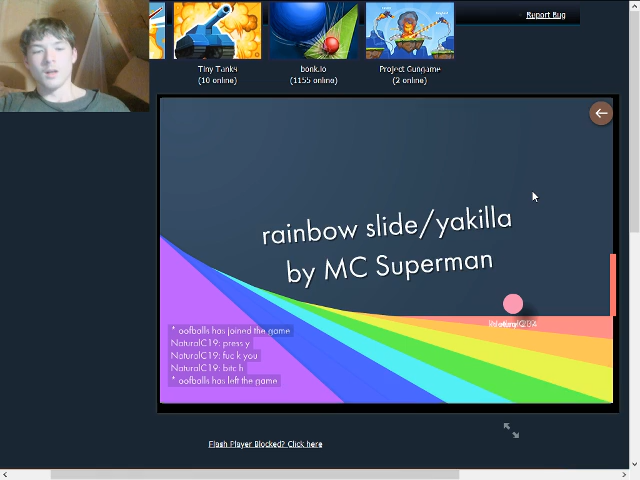 Report Bug
Tiny Tanks
(10 online)
bonk.io
(1155 online)
Project Gungame
(2 online)
rainbow slide/yakilla
by MC Superman
* oofballs has joined the game
NaturalC19: press y
NaturalC19: fuck you
NaturalC19: bitch
* oofballs has left the game
Flash Player Blocked? Click here